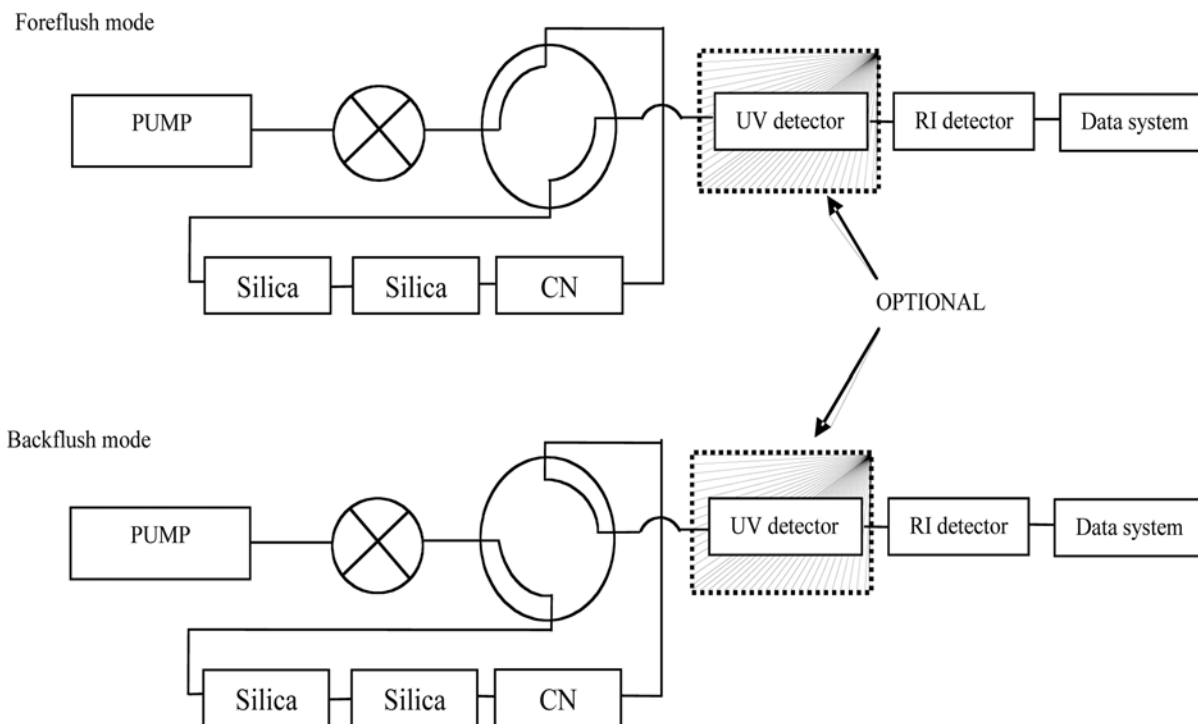 Foreflush mode
PUMP
UV detector
RI detector
Data system
Silica
Silica
CN
OPTIONAL
Backflush mode
PUMP
UV detector
RI detector
Data system
Silica
Silica
CN